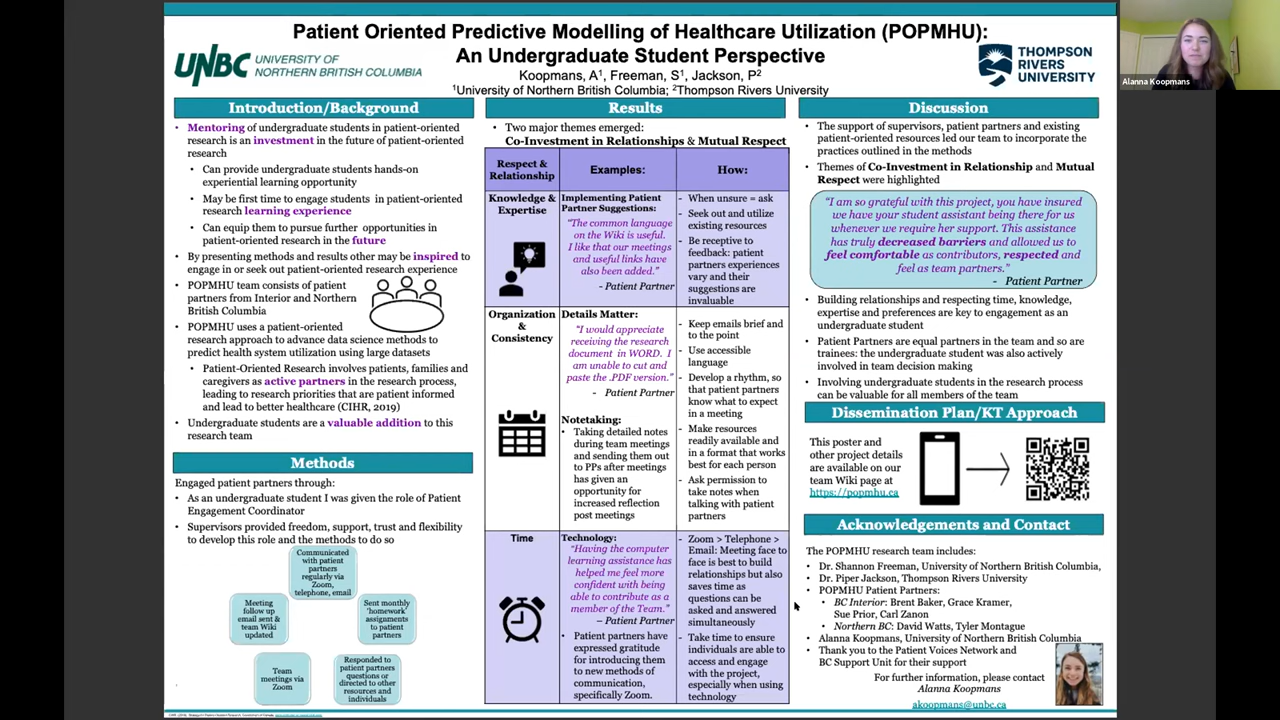 Patient Oriented Predictive Modelling of Healthcare Utilization (POPMHU):
An Undergraduate Student Perspective
Koopmans, A¹, Freeman, S¹, Jackson, P²
¹University of Northern British Columbia; ²Thompson Rivers University
UNBC
UNIVERSITY OF
NORTHERN BRITISH COLUMBIA
THOMPSON
RIVERS
UNIVERSITY
Alanna Koopmans
Introduction/Background
• Mentoring of undergraduate students in patient-oriented
research is an investment in the future of patient-oriented
research
• Can provide undergraduate students hands-on
experiential learning opportunity
• May be first time to engage students in patient-oriented
research learning experience
• Can equip them to pursue further opportunities in
patient-oriented research in the future
• By presenting methods and results other may be inspired to
engage in or seek out patient-oriented research experience
• POPMHU team consists of patient
partners from Interior and Northern
British Columbia
• POPMHU uses a patient-oriented
research approach to advance data science methods to
predict health system utilization using large datasets
• Patient-Oriented Research involves patients, families and
caregivers as active partners in the research process,
leading to research priorities that are patient informed
and lead to better healthcare (CIHR, 2019)
• Undergraduate students are a valuable addition to this
research team
Methods
Engaged patient partners through:
• As an undergraduate student I was given the role of Patient
Engagement Coordinator
• Supervisors provided freedom, support, trust and flexibility
to develop this role and the methods to do so
Communicated
with patient
partners
regularly via
Zoom,
telephone, email
Meeting
follow up
email sent &
team Wiki
updated
Sent monthly
'homework'
assignments
to patient
partners
Team
meetings via
Zoom
Responded to
patient partners
questions or
directed to other
resources and
individuals
Results
• Two major themes emerged:
Co-Investment in Relationships & Mutual Respect
Respect &
Relationship
Examples:
How:
Knowledge &
Expertise
Implementing Patient
Partner Suggestions:
"The common language
on the Wiki is useful.
I like that our meetings
and useful links have
also been added."
- Patient Partner
- When unsure = ask
- Seek out and utilize
existing resources
- Be receptive to
feedback: patient
partners experiences
vary and their
suggestions are
invaluable
Organization
&
Consistency
Details Matter:
"I would appreciate
receiving the research
document in WORD. I
am unable to cut and
paste the .PDF version."
- Patient Partner
Notetaking:
• Taking detailed notes
during team meetings
and sending them out
to PPs after meetings
has given an
opportunity for
increased reflection
post meetings
- Keep emails brief and
to the point
- Use accessible
language
- Develop a rhythm, so
that patient partners
know what to expect
in a meeting
- Make resources
readily available and
in a format that works
best for each person
- Ask permission to
take notes when
talking with patient
partners
Time
Technology:
"Having the computer
learning assistance has
helped me feel more
confident with being
able to contribute as a
member of the Team."
– Patient Partner
• Patient partners have
expressed gratitude
for introducing them
to new methods of
communication,
specifically Zoom.
- Zoom > Telephone >
Email: Meeting face to
face is best to build
relationships but also
saves time as
questions can be
asked and answered
simultaneously
- Take time to ensure
individuals are able to
access and engage
with the project,
especially when using
technology
Discussion
• The support of supervisors, patient partners and existing
patient-oriented resources led our team to incorporate the
practices outlined in the methods
• Themes of Co-Investment in Relationship and Mutual
Respect were highlighted
"I am so grateful with this project, you have insured
we have your student assistant being there for us
whenever we require her support. This assistance
has truly decreased barriers and allowed us to
feel comfortable as contributors, respected and
feel as team partners."
- Patient Partner
• Building relationships and respecting time, knowledge,
expertise and preferences are key to engagement as an
undergraduate student
• Patient Partners are equal partners in the team and so are
trainees: the undergraduate student was also actively
involved in team decision making
• Involving undergraduate students in the research process
can be valuable for all members of the team
Dissemination Plan/KT Approach
This poster and
other project details
are available on our
team Wiki page at
https://popmhu.ca
Acknowledgements and Contact
The POPMHU research team includes:
• Dr. Shannon Freeman, University of Northern British Columbia,
• Dr. Piper Jackson, Thompson Rivers University
• POPMHU Patient Partners:
• BC Interior: Brent Baker, Grace Kramer,
Sue Prior, Carl Zanon
• Northern BC: David Watts, Tyler Montague
• Alanna Koopmans, University of Northern British Columbia
• Thank you to the Patient Voices Network and
BC Support Unit for their support
For further information, please contact
Alanna Koopmans
akoopmans@unbc.ca